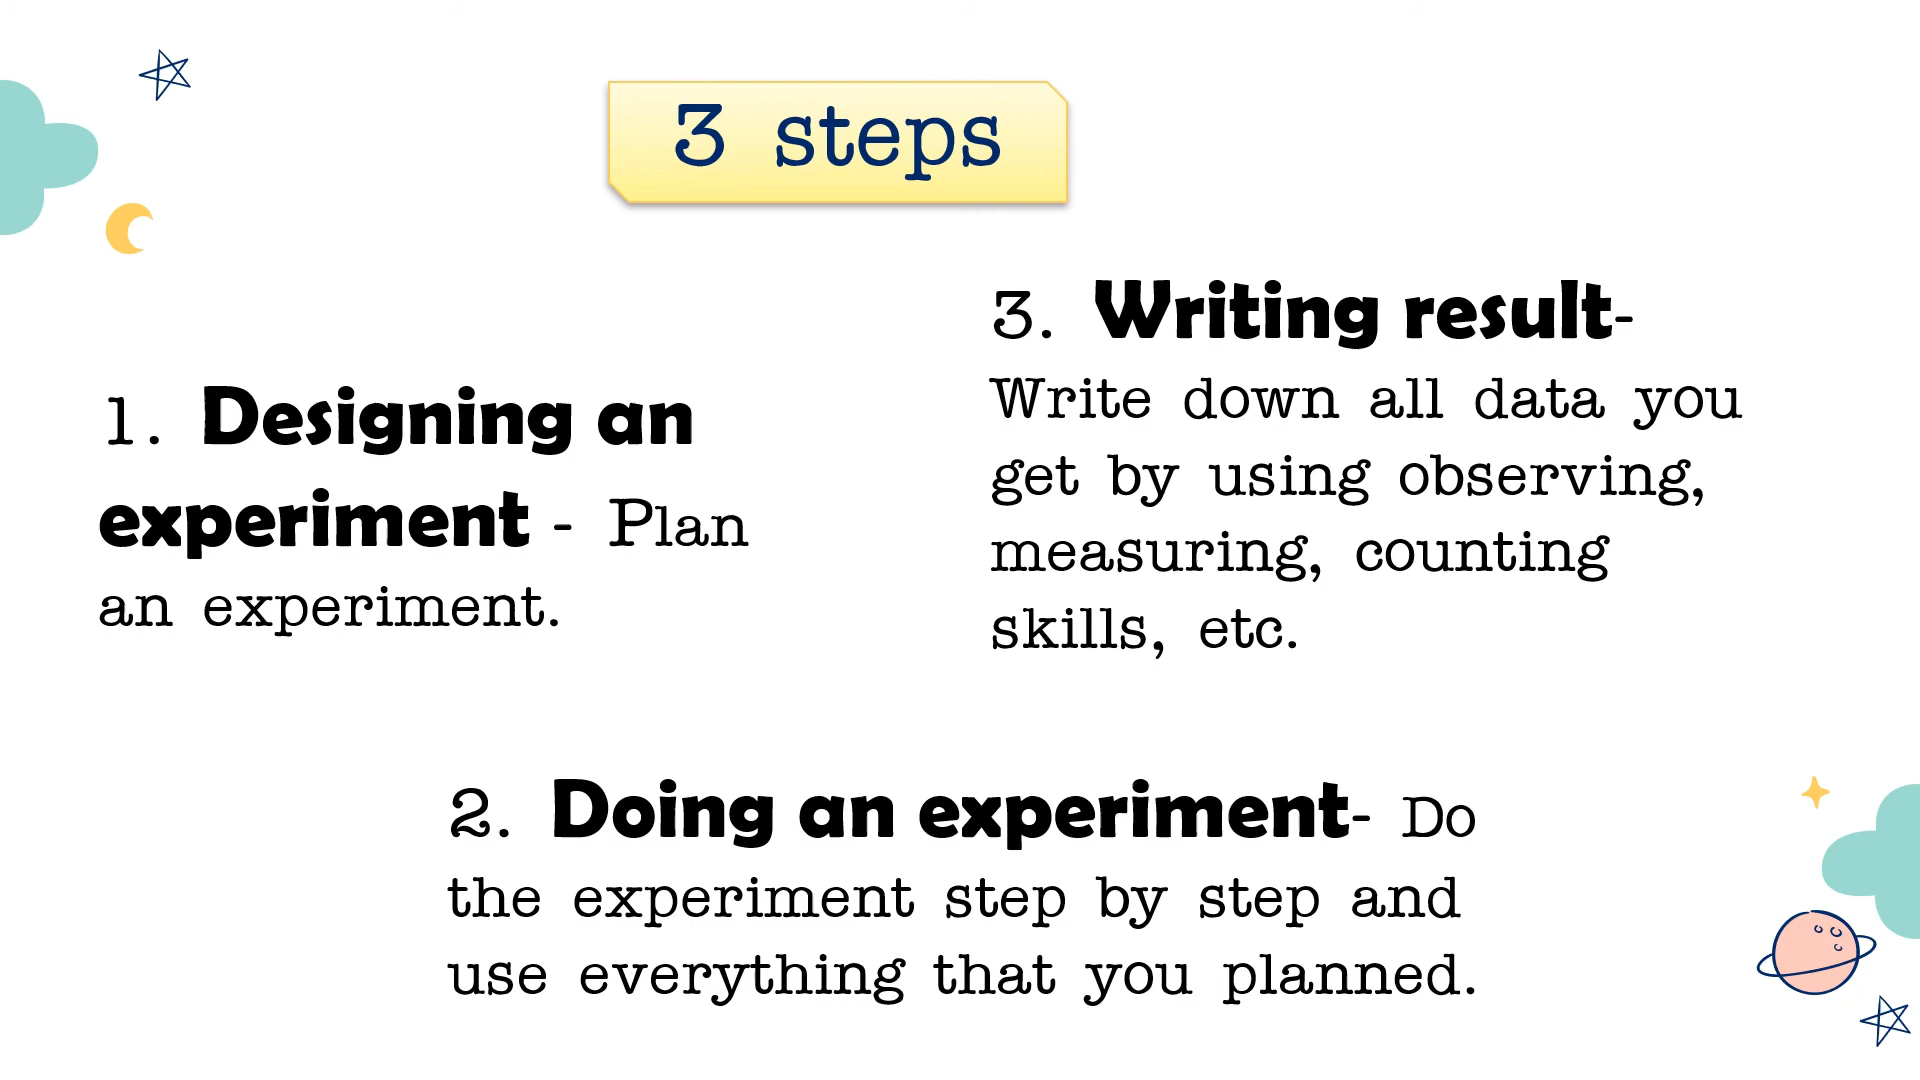 3 steps
1. Designing an
experiment - Plan
an experiment.
3. Writing result-
Write down all data you
get by using observing,
measuring, counting
skills, etc.
2. Doing an experiment- Do
the experiment step by step and
use everything that you planned.